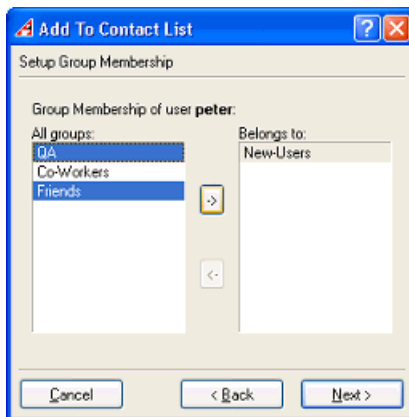 Add To Contact List
Setup Group Membership
Group Membership of user peter:
All groups:
Belongs to:
QA
Co-Workers
Friends
New-Users
->
<-
Cancel
< Back
Next >